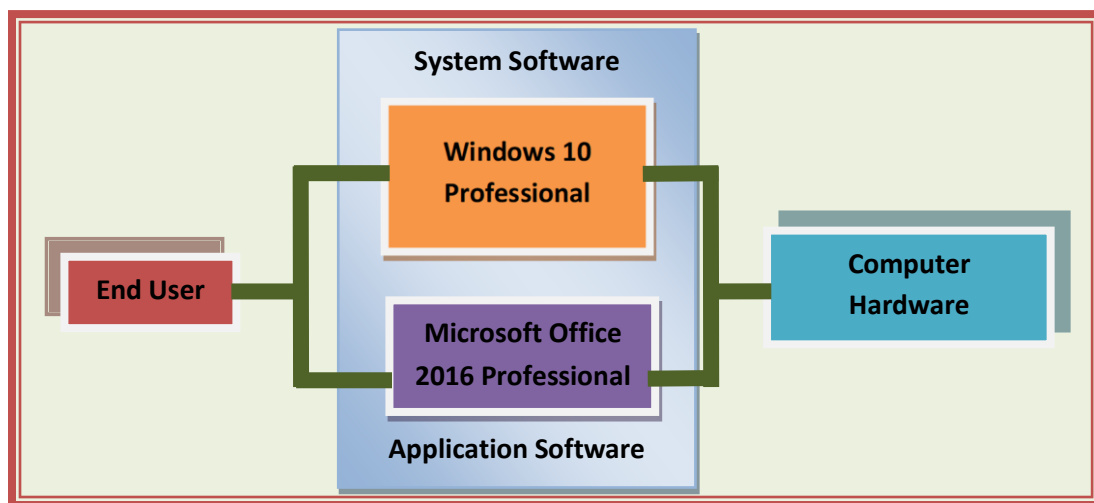 System Software
Windows 10
Professional
End User
Computer
Hardware
Microsoft Office
2016 Professional
Application Software